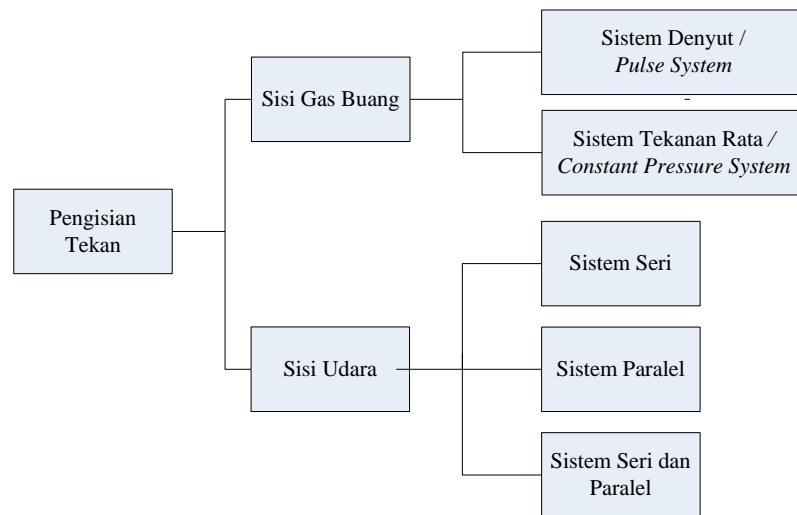 Sistem Denyut /
Pulse System
Sisi Gas Buang
Sistem Tekanan Rata /
Constant Pressure System
Pengisian
Tekan
Sistem Seri
Sisi Udara
Sistem Paralel
Sistem Seri dan
Paralel